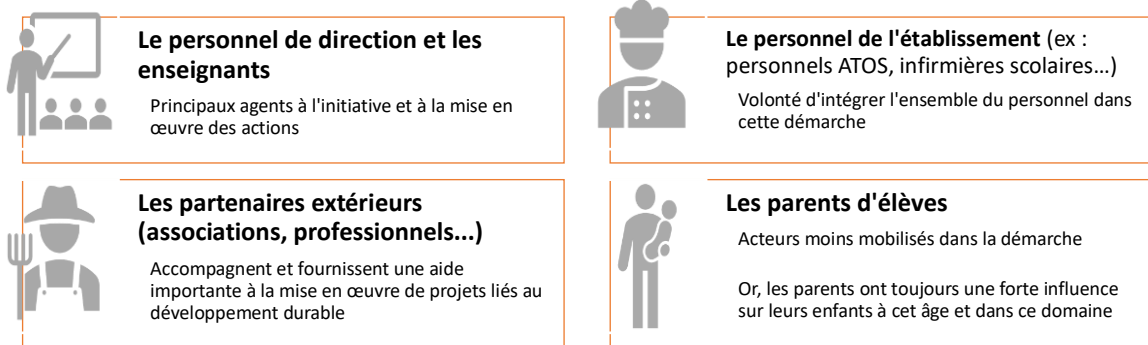 Le personnel de direction et les
enseignants
Principaux agents à l'initiative et à la mise en
œuvre des actions
Le personnel de l'établissement (ex :
personnels ATOS, infirmières scolaires…)
Volonté d'intégrer l'ensemble du personnel dans
cette démarche
Les partenaires extérieurs
(associations, professionnels...)
Accompagnent et fournissent une aide
importante à la mise en œuvre de projets liés au
développement durable
Les parents d'élèves
Acteurs moins mobilisés dans la démarche
Or, les parents ont toujours une forte influence
sur leurs enfants à cet âge et dans ce domaine